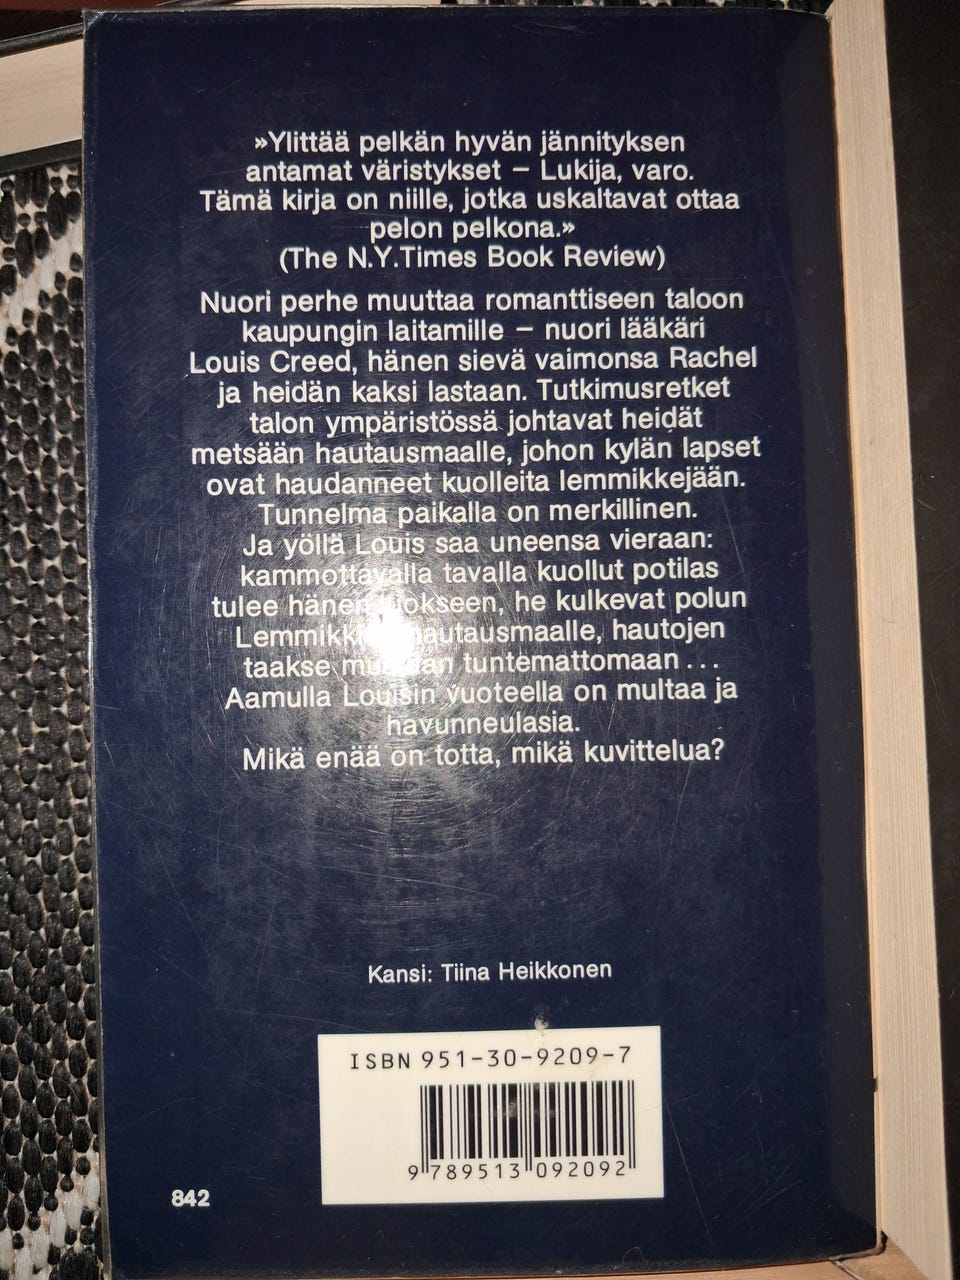 »Ylittää pelkän hyvän jännityksen
antamat väristykset – Lukija, varo.
Tämä kirja on niille, jotka uskaltavat ottaa
pelon pelkona.»
(The N.Y.Times Book Review)
Nuori perhe muuttaa romanttiseen taloon
kaupungin laitamille – nuori lääkäri
Louis Creed, hänen sievä vaimonsa Rachel
ja heidän kaksi lastaan. Tutkimusretket
talon ympäristössä johtavat heidät
metsään hautausmaalle, johon kylän lapset
ovat haudanneet kuolleita lemmikkejään.
Tunnelma paikalla on merkillinen.
Ja yöllä Louis saa uneensa vieraan:
kammottavalla tavalla kuollut potilas
tulee hänen luokseen, he kulkevat polun
hautausmaalle, hautojen
taakse tuntemattomaan ...
Aamulla Louisin vuoteella on multaa ja
havunneulasia.
Mikä enää on totta, mikä kuvittelua?
Kansi: Tiina Heikkonen
ISBN 951-30-9209-7
9 789513 092092
842